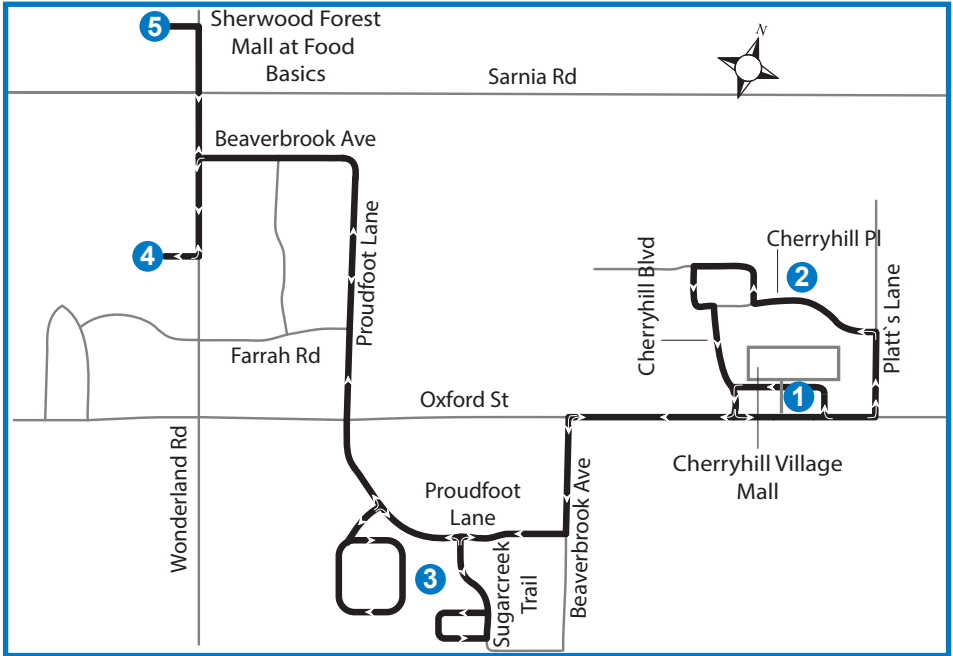 5
Sherwood Forest
Mall at Food
Basics
N
Sarnia Rd
Beaverbrook Ave
4
Proudfoot Lane
Cherryhill Blvd
Cherryhill Pl
2
Platt`s Lane
Farrah Rd
Oxford St
1
Wonderland Rd
Cherryhill Village
Mall
Proudfoot
Lane
Beaverbrook Ave
3
Sugarcreek
Trail